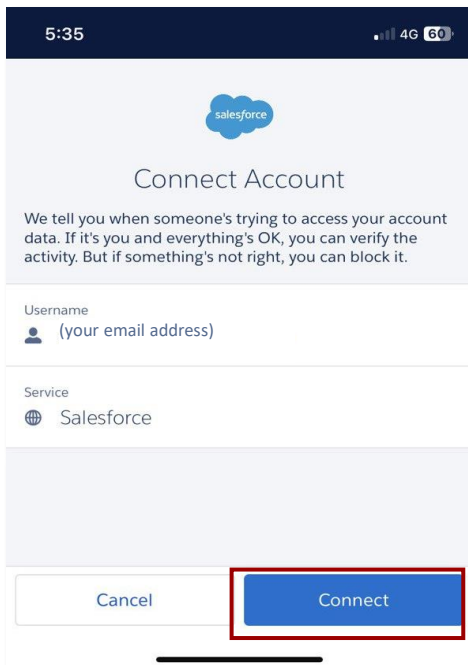 5:35
4G 60
salesforce
Connect Account
We tell you when someone's trying to access your account
data. If it's you and everything's OK, you can verify the
activity. But if something's not right, you can block it.
Username
(your email address)
Service
Salesforce
Cancel Connect